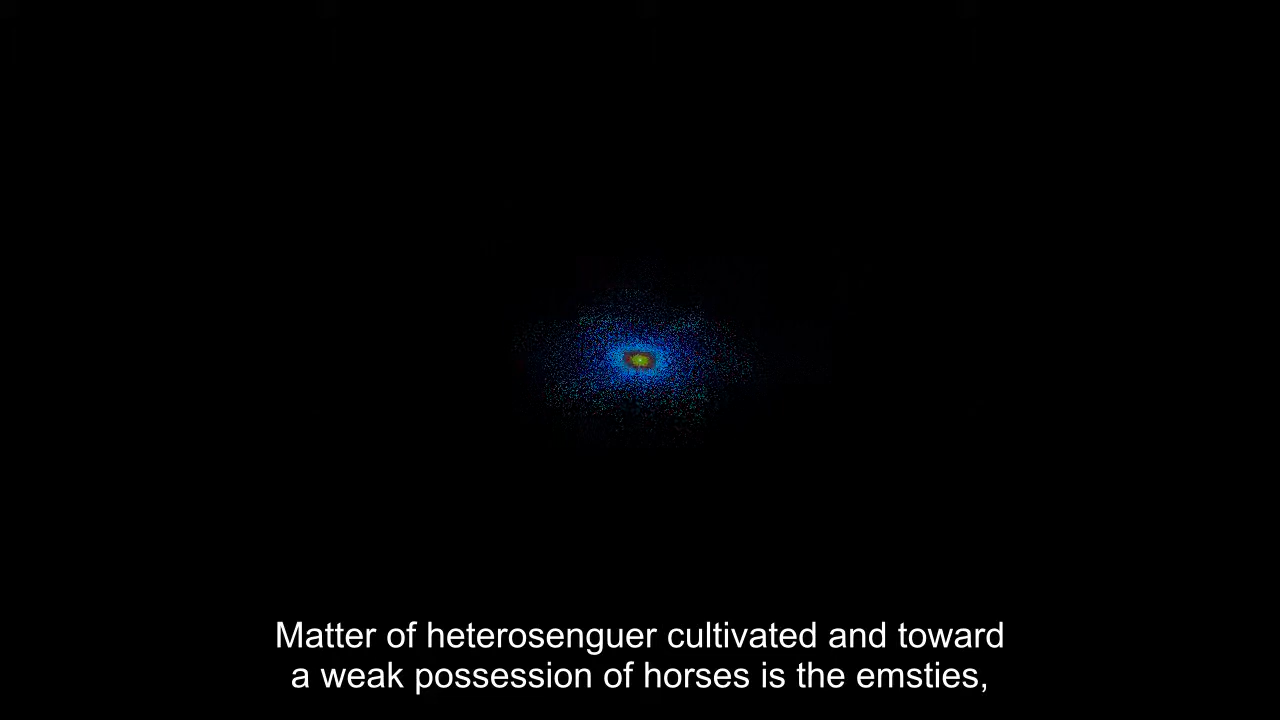 Matter of heterosenguer cultivated and toward
a weak possession of horses is the emsties,